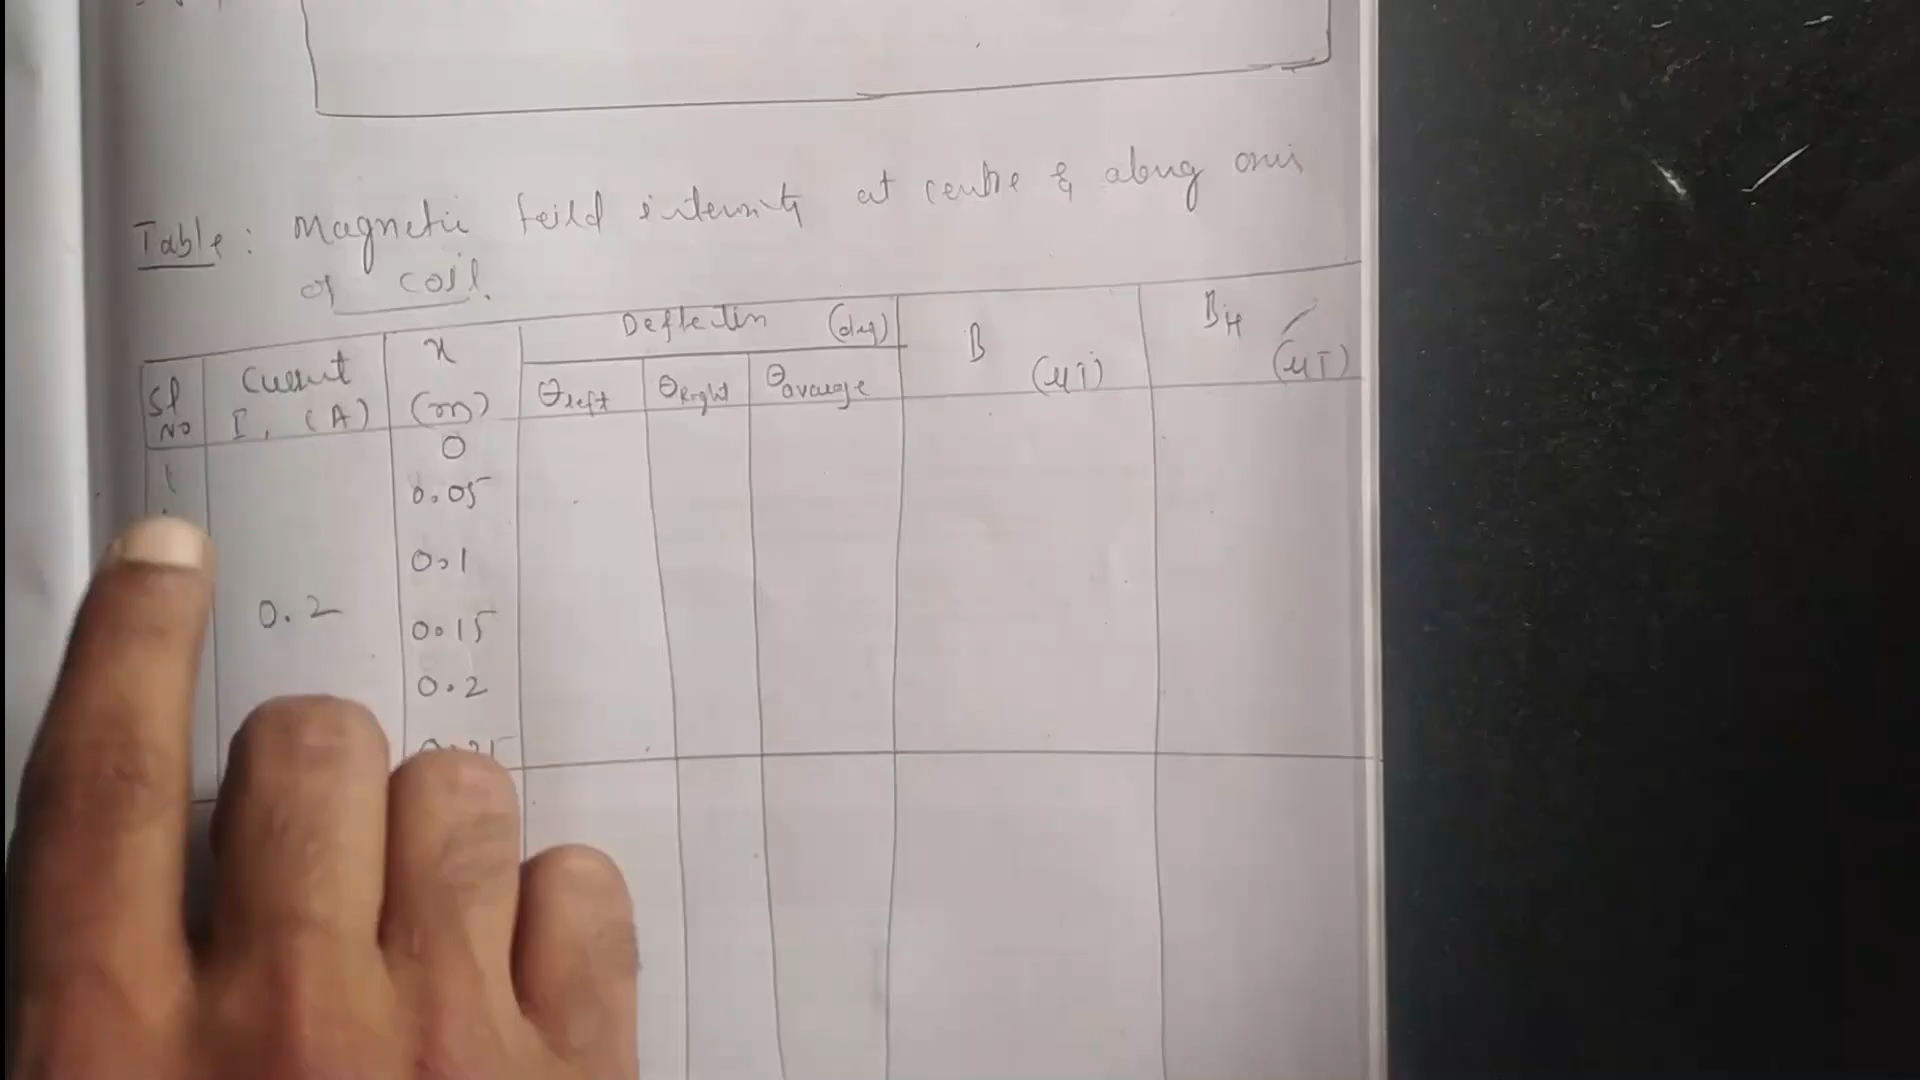 Table: Magnetic feild intensity at centre & along axis
of coil.
Sl No Current I, (A) x (m) Deflection (deg) B (μT) BH (μT)
θleft θRight θavarage
1 0
0.05
0.1
0.2 0.15
0.2